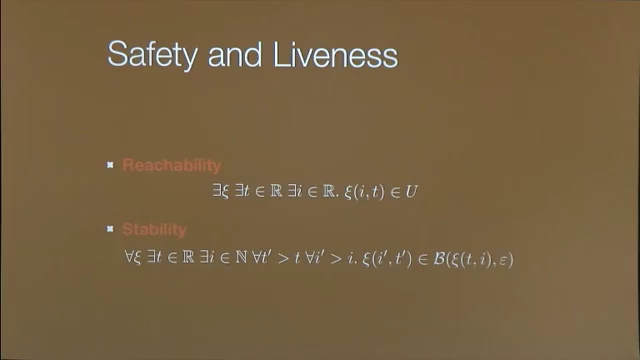 Safety and Liveness
Reachability
∃ξ ∃t ∈ ℝ ∃i ∈ ℝ. ξ(i, t) ∈ U
Stability
∀ξ ∃t ∈ ℝ ∃i ∈ ℕ ∀t′ > t ∀i′ > i. ξ(i′, t′) ∈ ℬ(ξ(t, i), ε)